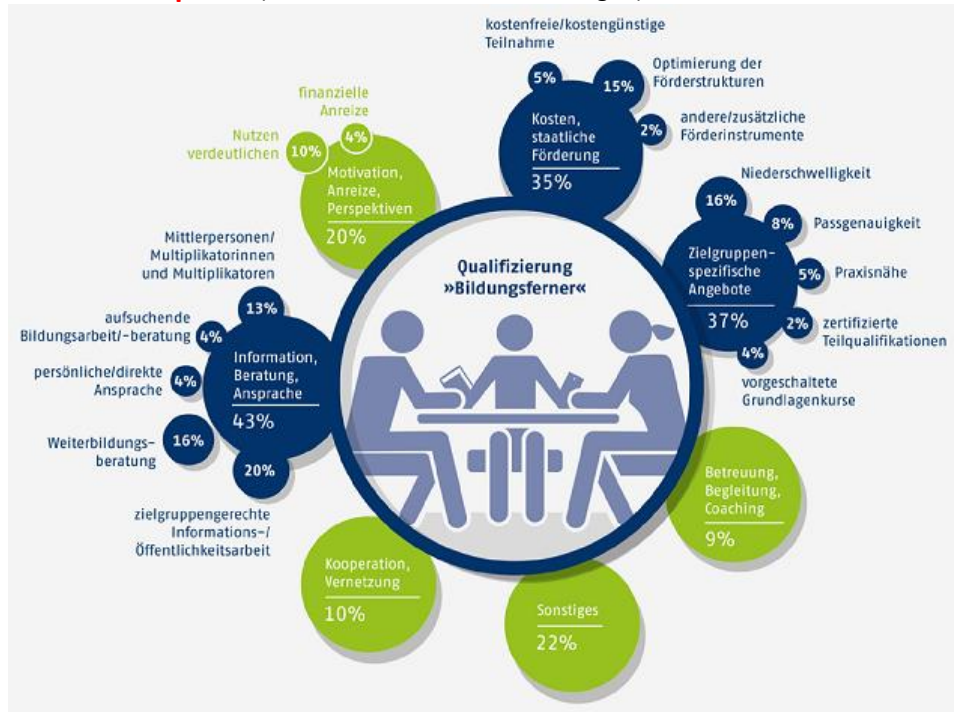 kostenfreie/kostengünstige
Teilnahme
5%
15%
Optimierung der
Förderstrukturen
2%
andere/zusätzliche
Förderinstrumente
Kosten,
staatliche
Förderung
35%
finanzielle
Anreize
4%
Nutzen
verdeutlichen
10%
Motivation,
Anreize,
Perspektiven
20%
Niederschwelligkeit
16%
8%
Passgenauigkeit
5%
Praxisnähe
2%
zertifizierte
Teilqualifikationen
4%
vorgeschaltete
Grundlagenkurse
Zielgruppen-
spezifische
Angebote
37%
Qualifizierung
»Bildungsferner«
Mittlerpersonen/
Multiplikatorinnen
und Multiplikatoren
13%
aufsuchende
Bildungsarbeit/-beratung
4%
persönliche/direkte
Ansprache
4%
Weiterbildungs-
beratung
16%
20%
zielgruppengerechte
Informations-/
Öffentlichkeitsarbeit
Information,
Beratung,
Ansprache
43%
Betreuung,
Begleitung,
Coaching
9%
Kooperation,
Vernetzung
10%
Sonstiges
22%